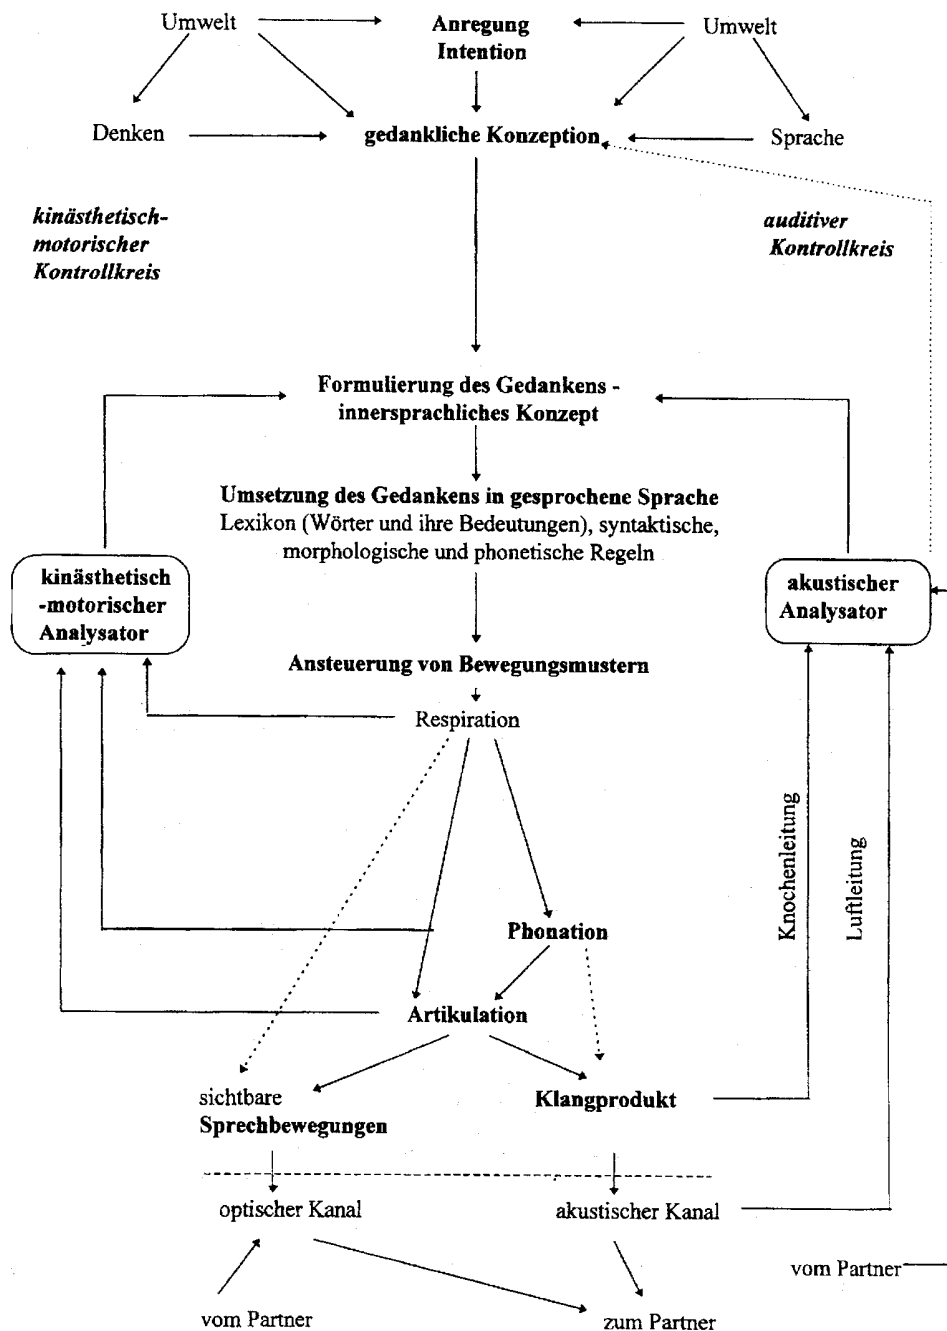 Umwelt
Anregung
Intention
Umwelt
Denken
gedankliche Konzeption
Sprache
kinästhetisch-
motorischer
Kontrollkreis
auditiver
Kontrollkreis
Formulierung des Gedankens -
innersprachliches Konzept
Umsetzung des Gedankens in gesprochene Sprache
Lexikon (Wörter und ihre Bedeutungen), syntaktische,
morphologische und phonetische Regeln
kinästhetisch
-motorischer
Analysator
akustischer
Analysator
Ansteuerung von Bewegungsmustern
Respiration
Knochenleitung
Luftleitung
Phonation
Artikulation
sichtbare
Sprechbewegungen
Klangprodukt
optischer Kanal
akustischer Kanal
vom Partner
vom Partner
zum Partner